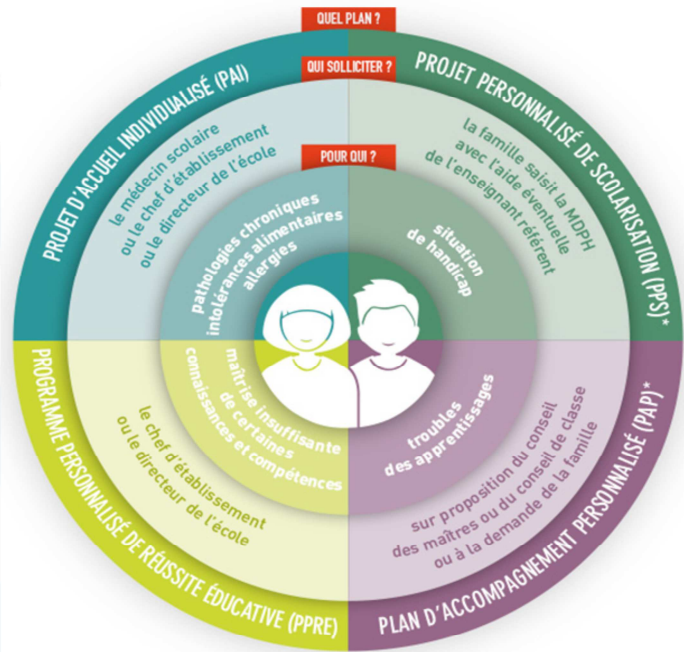 QUEL PLAN ?
QUI SOLLICITER ?
POUR QUI ?
PROJET D'ACCUEIL INDIVIDUALISÉ (PAI)
le médecin scolaire
ou le chef d'établissement
ou le directeur de l'école
pathologies chroniques
intolérances alimentaires
allergies
PROJET PERSONNALISÉ DE SCOLARISATION (PPS)*
la famille saisit la MDPH
avec l'aide éventuelle
de l'enseignant référent
situation
de handicap
PROGRAMME PERSONNALISÉ DE RÉUSSITE ÉDUCATIVE (PPRE)
le chef d'établissement
ou le directeur de l'école
maîtrise insuffisante
de certaines
connaissances et compétences
PLAN D'ACCOMPAGNEMENT PERSONNALISÉ (PAP)*
sur proposition du conseil
des maîtres ou du conseil de classe
ou à la demande de la famille
troubles
des apprentissages